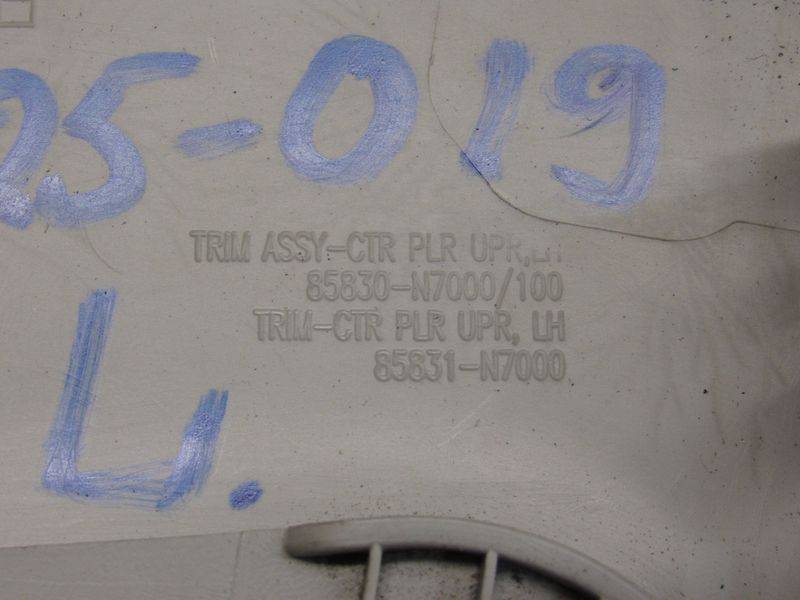 25-019
TRIM ASSY-CTR PLR UPR,LH
85830-N7000/100
TRIM-CTR PLR UPR, LH
85831-N7000
L.